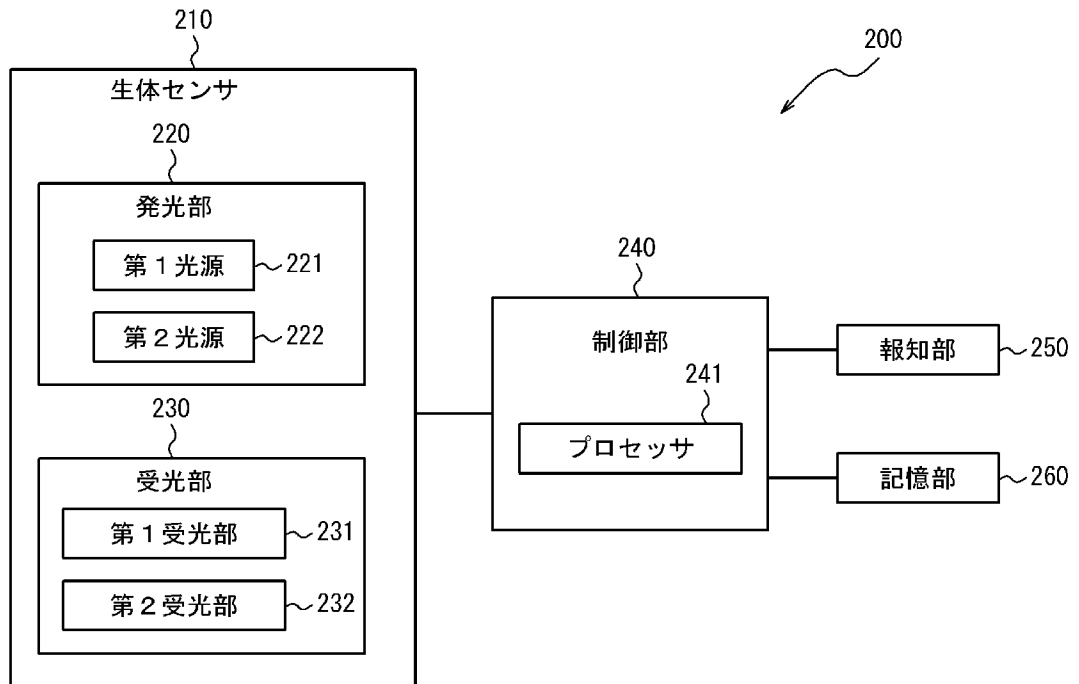 210
200
生体センサ
220
発光部
第1光源
221
第2光源
222
240
制御部
241
プロセッサ
報知部
250
記憶部
260
230
受光部
第1受光部
231
第2受光部
232